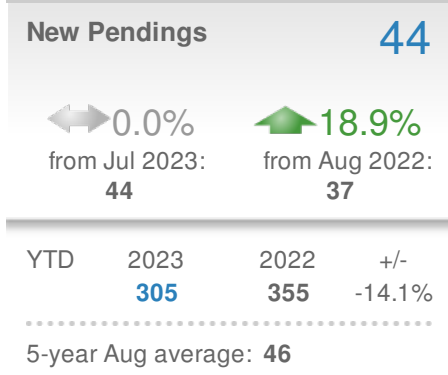 New Pendings 44
0.0% 18.9%
from Jul 2023: from Aug 2022:
44 37
YTD 2023 2022 +/-
305 355 -14.1%
5-year Aug average: 46